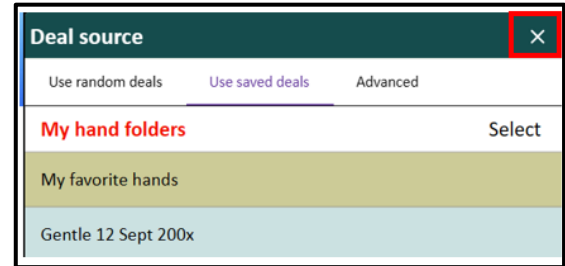 Deal source ×
Use random deals Use saved deals Advanced
My hand folders Select
My favorite hands
Gentle 12 Sept 200x